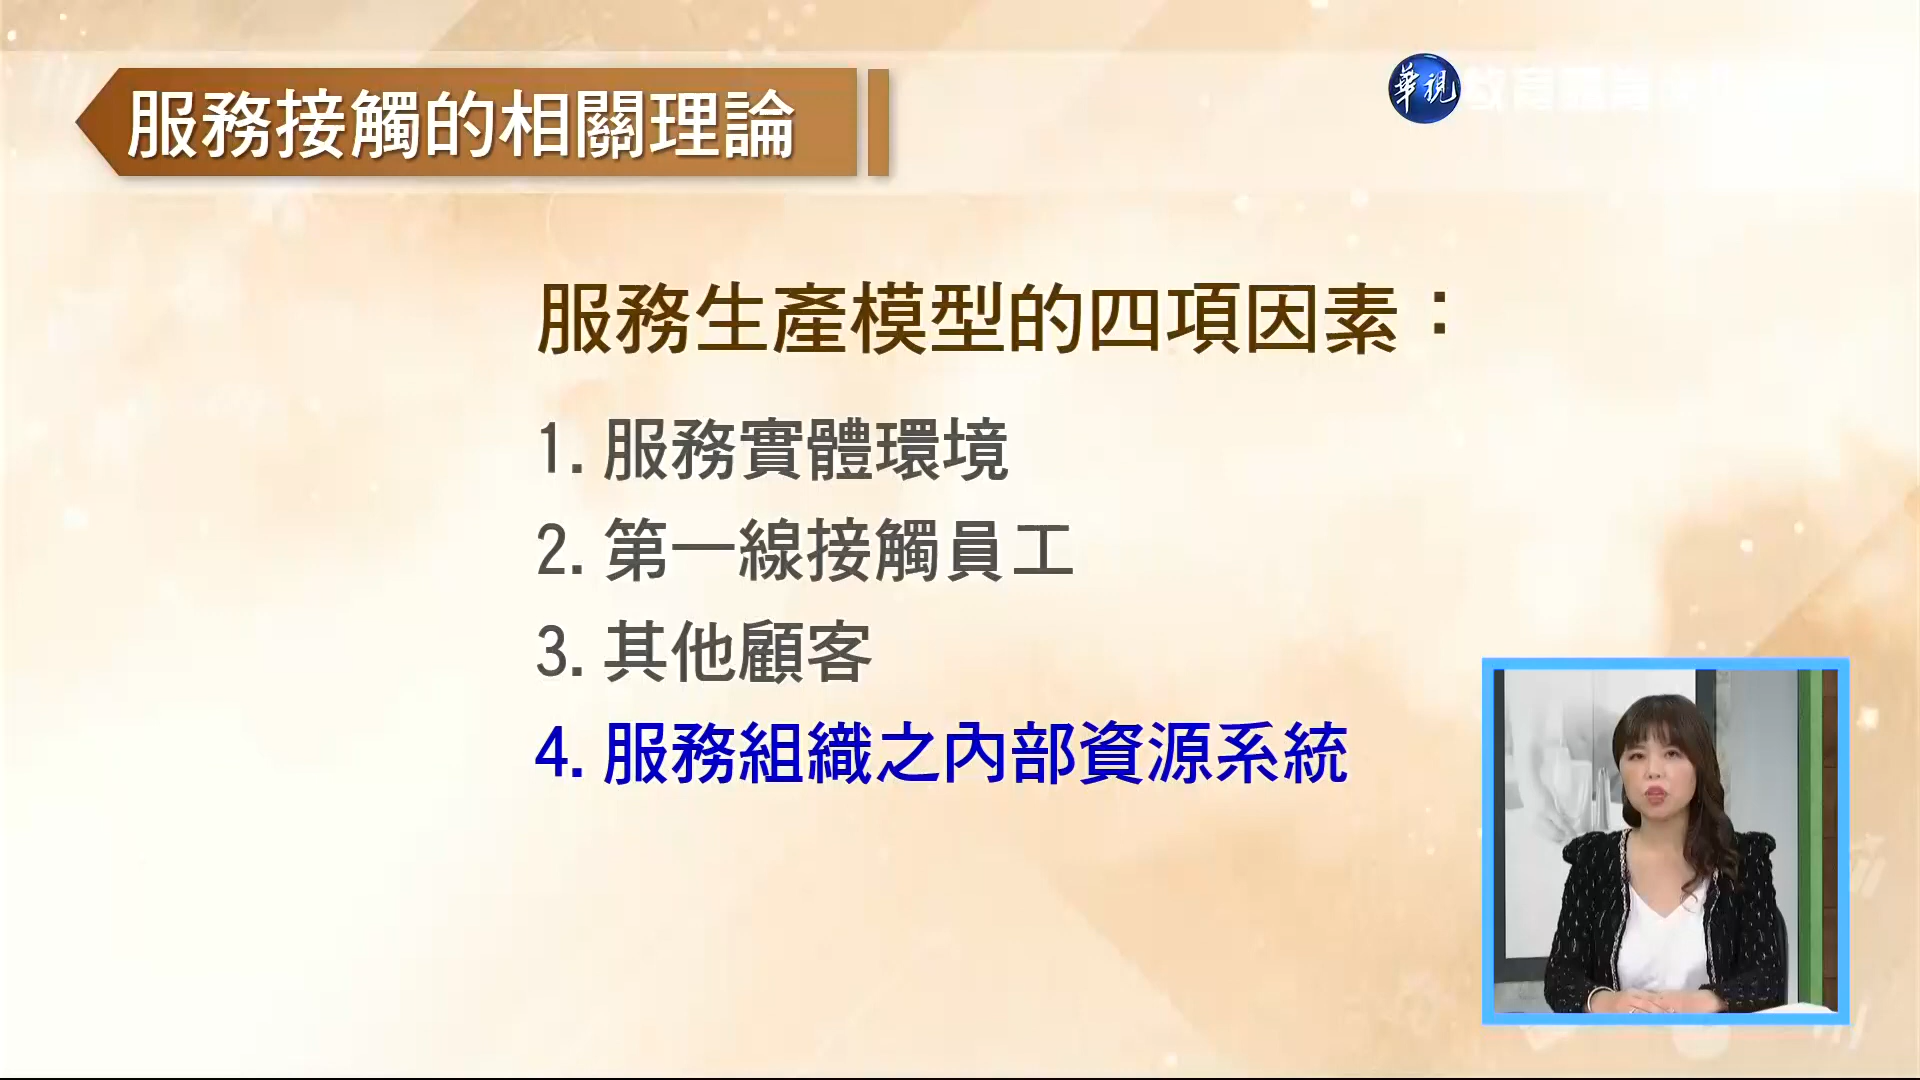 服務接觸的相關理論
華視
服務生產模型的四項因素：
1. 服務實體環境
2. 第一線接觸員工
3. 其他顧客
4. 服務組織之內部資源系統